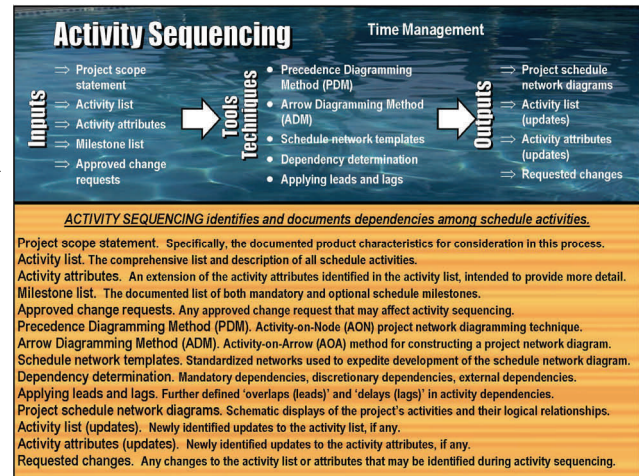 Activity Sequencing
Time Management
Inputs
⇒ Project scope
statement
⇒ Activity list
⇒ Activity attributes
⇒ Milestone list
⇒ Approved change
requests
Tools
Techniques
• Precedence Diagramming
Method (PDM)
• Arrow Diagramming Method
(ADM)
• Schedule network templates
• Dependency determination
• Applying leads and lags
Outputs
⇒ Project schedule
network diagrams
⇒ Activity list
(updates)
⇒ Activity attributes
(updates)
⇒ Requested changes
ACTIVITY SEQUENCING identifies and documents dependencies among schedule activities.
Project scope statement. Specifically, the documented product characteristics for consideration in this process.
Activity list. The comprehensive list and description of all schedule activities.
Activity attributes. An extension of the activity attributes identified in the activity list, intended to provide more detail.
Milestone list. The documented list of both mandatory and optional schedule milestones.
Approved change requests. Any approved change request that may affect activity sequencing.
Precedence Diagramming Method (PDM). Activity-on-Node (AON) project network diagramming technique.
Arrow Diagramming Method (ADM). Activity-on-Arrow (AOA) method for constructing a project network diagram.
Schedule network templates. Standardized networks used to expedite development of the schedule network diagram.
Dependency determination. Mandatory dependencies, discretionary dependencies, external dependencies.
Applying leads and lags. Further defined ‘overlaps (leads)’ and ‘delays (lags)’ in activity dependencies.
Project schedule network diagrams. Schematic displays of the project’s activities and their logical relationships.
Activity list (updates). Newly identified updates to the activity list, if any.
Activity attributes (updates). Newly identified updates to the activity attributes, if any.
Requested changes. Any changes to the activity list or attributes that may be identified during activity sequencing.